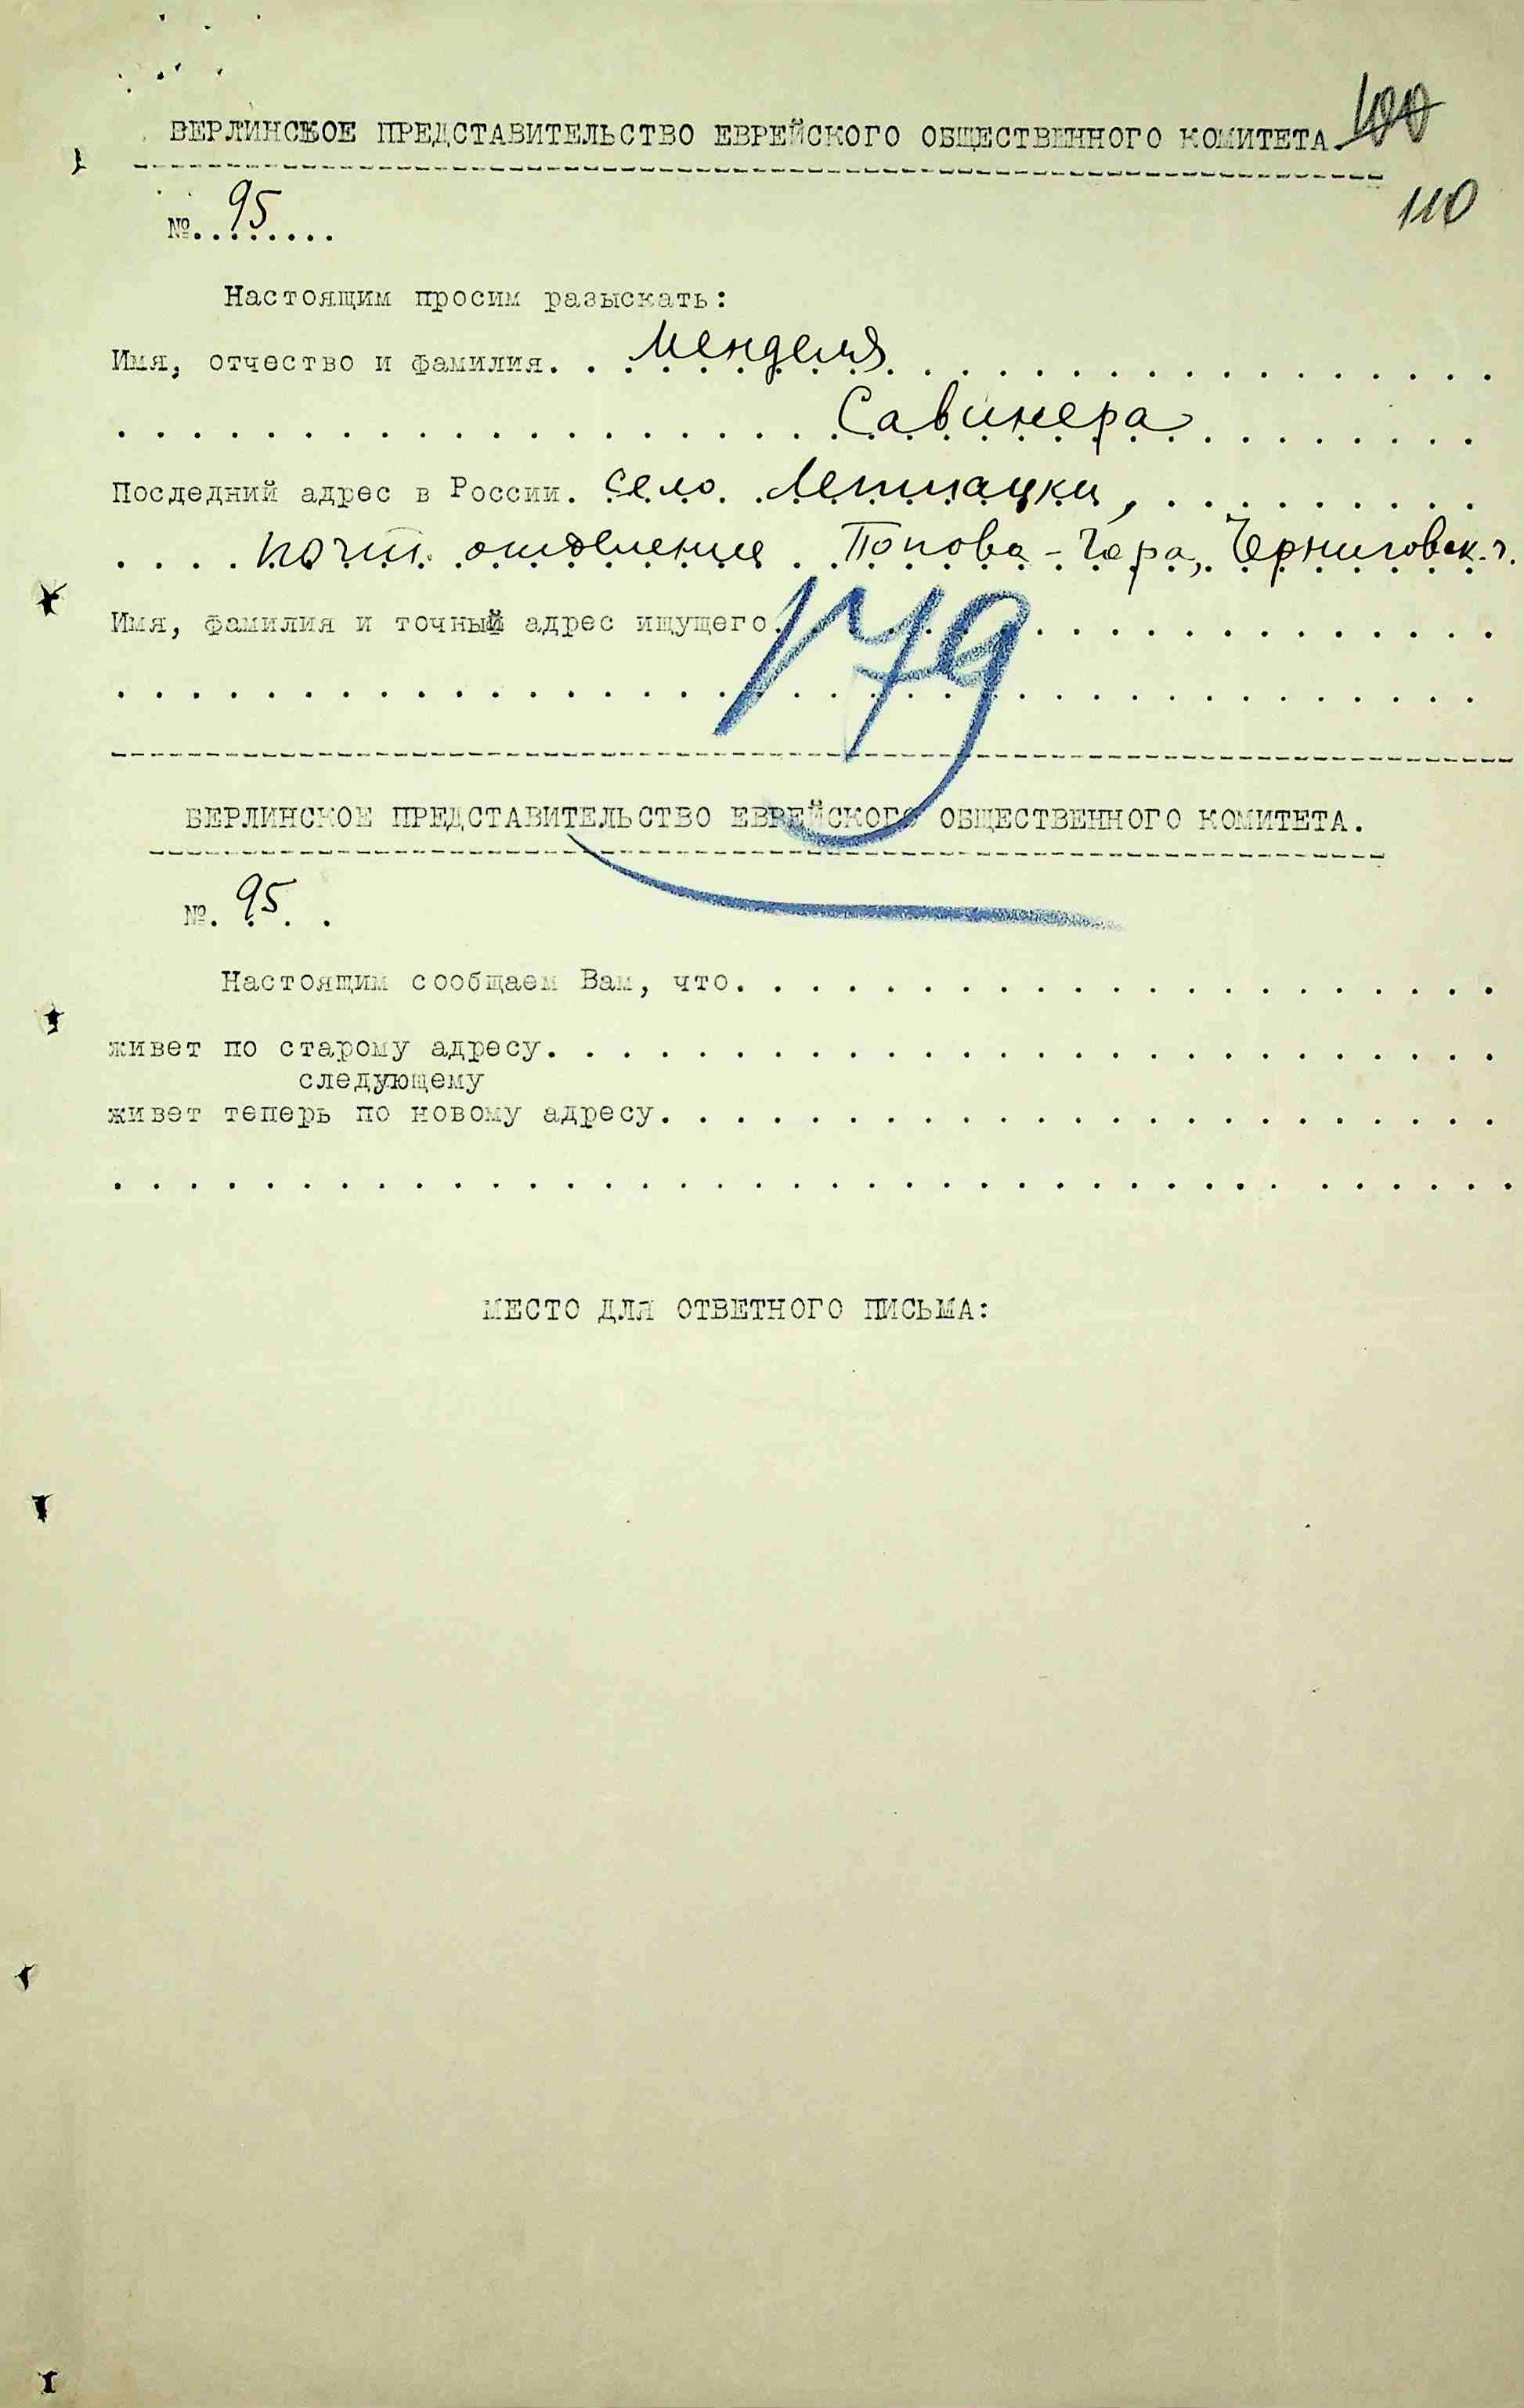 БЕРЛИНСКОЕ ПРЕДСТАВИТЕЛЬСТВО ЕВРЕЙСКОГО ОБЩЕСТВЕННОГО КОМИТЕТА. 100
110
№. 95 . . . . . . .
Настоящим просим разыскать:
Имя, отчество и фамилия. . Менделя
Савинера
Последний адрес в России. село
почт. отделение Попова-Гора, Черниговск. г.
Имя, фамилия и точный адрес ищущего.
179
БЕРЛИНСКОЕ ПРЕДСТАВИТЕЛЬСТВО ЕВРЕЙСКОГО ОБЩЕСТВЕННОГО КОМИТЕТА.
№. 95. .
Настоящим сообщаем Вам, что.
живет по старому адресу.
следующему
живет теперь по новому адресу.
МЕСТО ДЛЯ ОТВЕТНОГО ПИСЬМА: